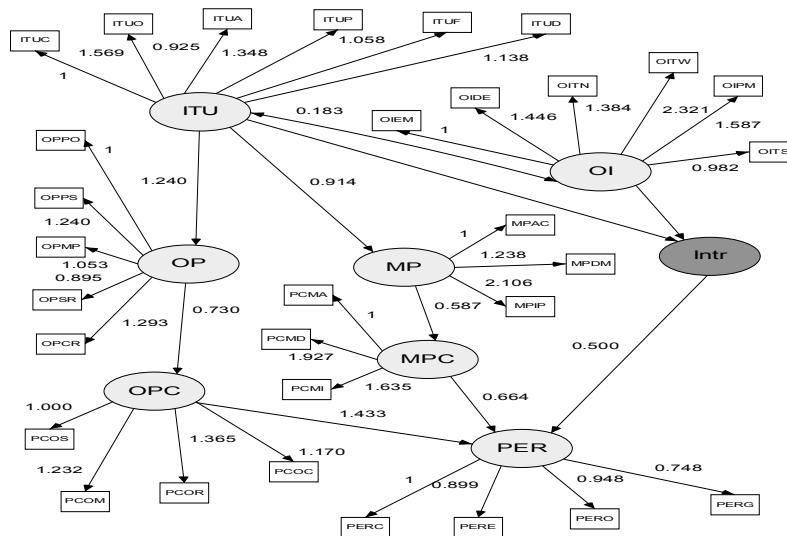 ITUC
ITUO
ITUA
ITUP
ITUF
ITUD
1
1.569
0.925
1.348
1.058
1.138
ITU
0.183
OIEM
OIDE
OITN
OITW
OIPM
OITS
1
1.446
1.384
2.321
1.587
0.982
OI
OPPO
OPPS
OPMP
OPSR
OPCR
1
1.240
1.053
0.895
1.293
1.240
0.914
OP
MP
1
1.238
2.106
MPAC
MPDM
MPIP
Intr
0.730
0.587
0.500
PCMA
PCMD
PCMI
1
1.927
1.635
MPC
OPC
0.664
1.433
1.000
1.232
1.365
1.170
PCOS
PCOM
PCOR
PCOC
PER
1
0.899
0.948
0.748
PERC
PERE
PERO
PERG